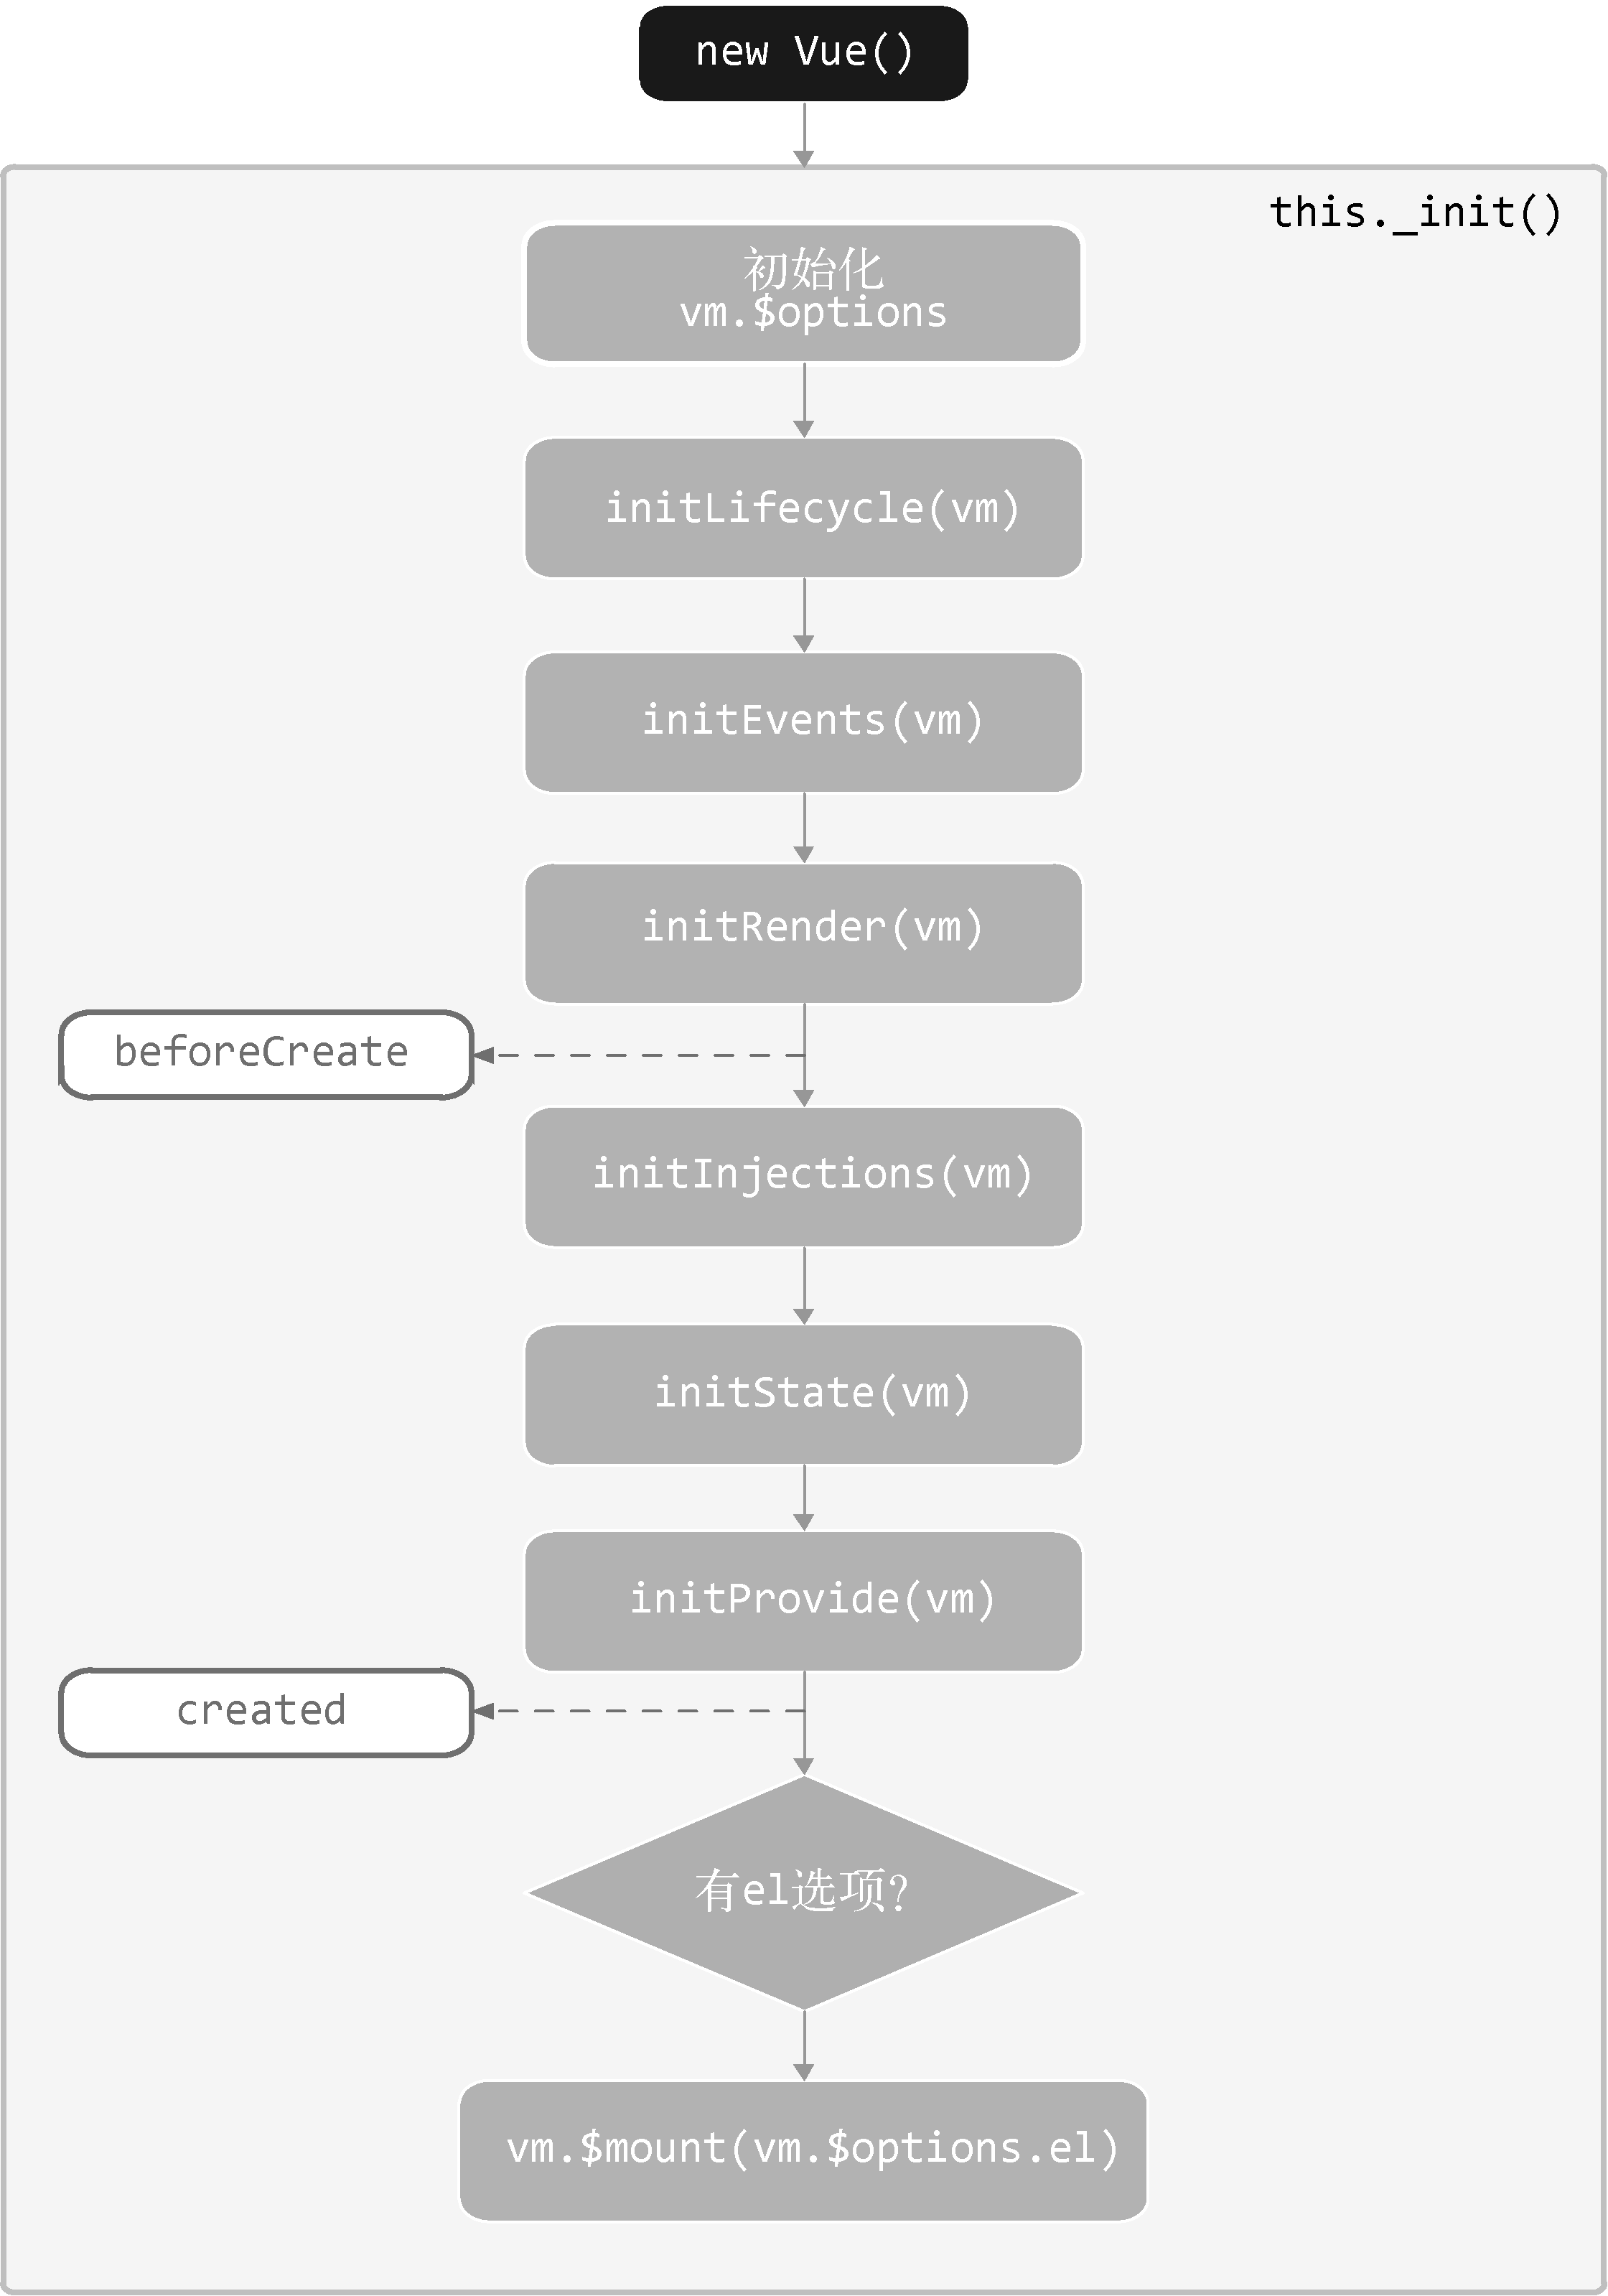 new Vue()
this._init()
初始化
vm.$options
initLifecycle(vm)
initEvents(vm)
initRender(vm)
beforeCreate
initInjections(vm)
initState(vm)
initProvide(vm)
created
有el选项?
vm.$mount(vm.$options.el)